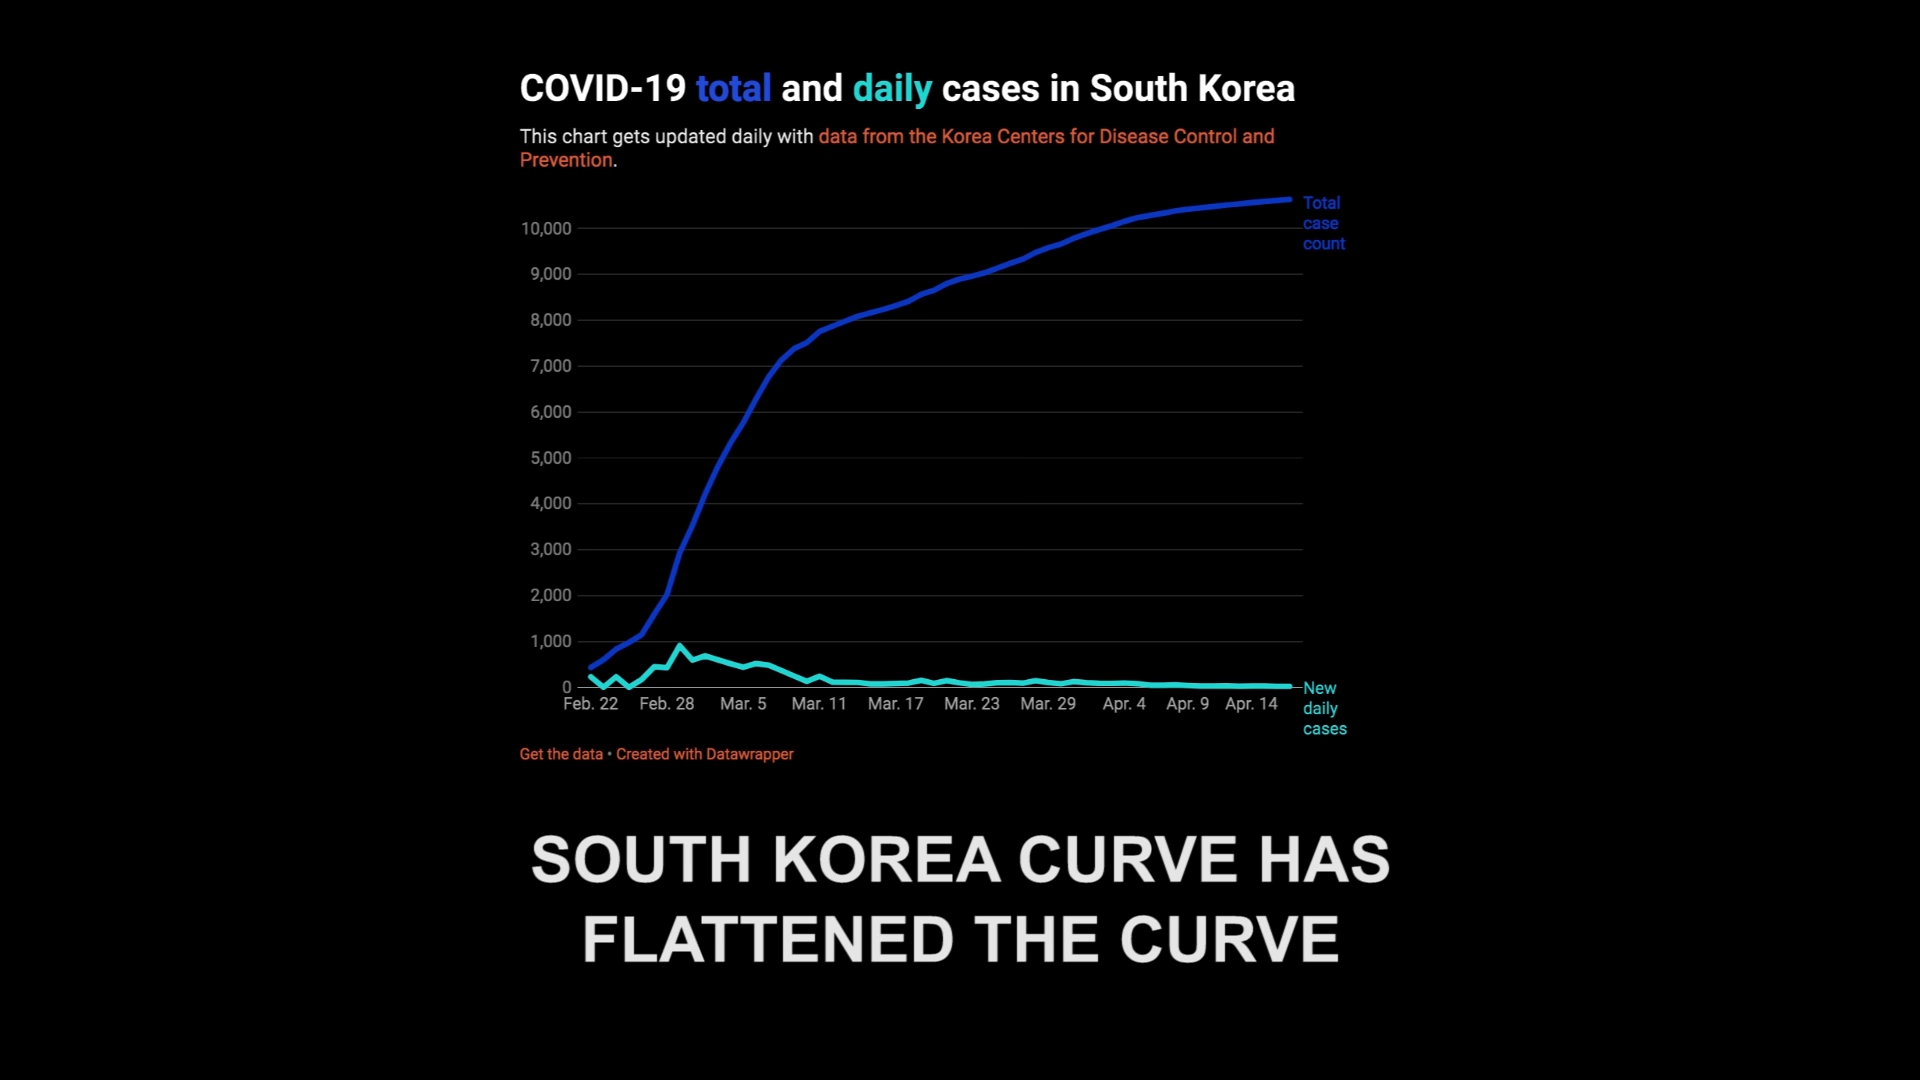 COVID-19 total and daily cases in South Korea
This chart gets updated daily with data from the Korea Centers for Disease Control and
Prevention.
Total
case
count
10,000
9,000
8,000
7,000
6,000
5,000
4,000
3,000
2,000
1,000
0
Feb. 22 Feb. 28 Mar. 5 Mar. 11 Mar. 17 Mar. 23 Mar. 29 Apr. 4 Apr. 9 Apr. 14
New
daily
cases
Get the data • Created with Datawrapper
SOUTH KOREA CURVE HAS
FLATTENED THE CURVE